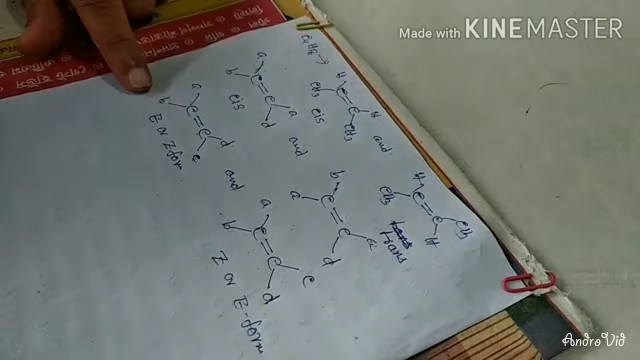 Made with KINEMASTER
C4H8 →
H
CH3
C=C
H
CH3
cis
and
H
CH3
C=C
CH3
H
trans
a
b
C=C
a
d
cis
and
b
a
C=C
a
d
a
b
C=C
d
e
E or Z form
and
a
b
C=C
e
d
Z or E-form
AndroVid